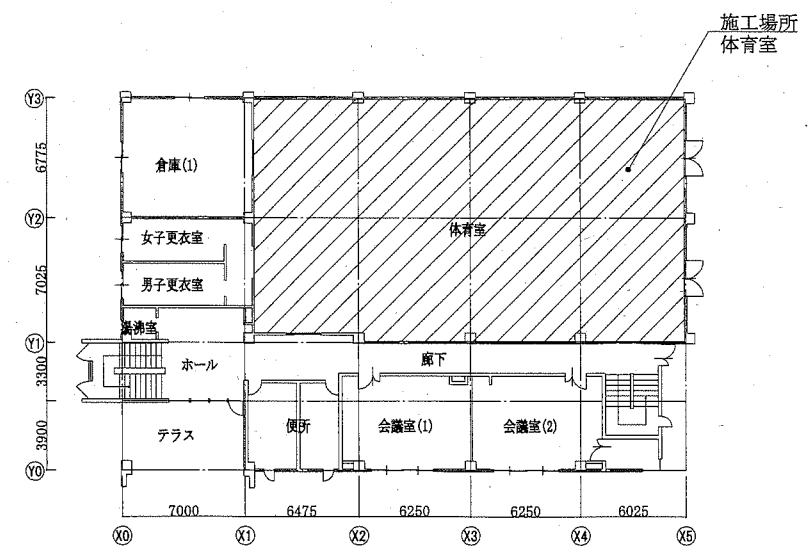 施工場所
体育室
Y3
6775
倉庫(1)
Y2
体育室
女子更衣室
7025
男子更衣室
湯沸室
Y1
廊下
3300
ホール
テラス
便所
会議室(1)
会議室(2)
3900
Y0
7000
6475
6250
6250
6025
X0
X1
X2
X3
X4
X5